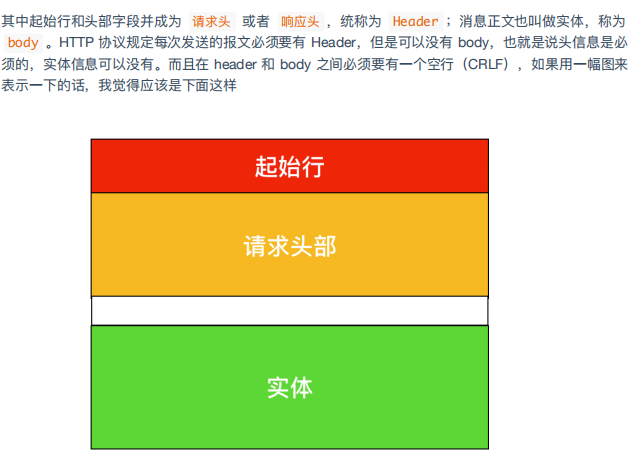 其中起始行和头部字段并成为 请求头 或者 响应头 ，统称为 Header ；消息正文也叫做实体，称为
body 。HTTP 协议规定每次发送的报文必须要有 Header，但是可以没有 body，也就是说头信息是必
须的，实体信息可以没有。而且在 header 和 body 之间必须要有一个空行（CRLF），如果用一幅图来
表示一下的话，我觉得应该是下面这样
起始行
请求头部
实体